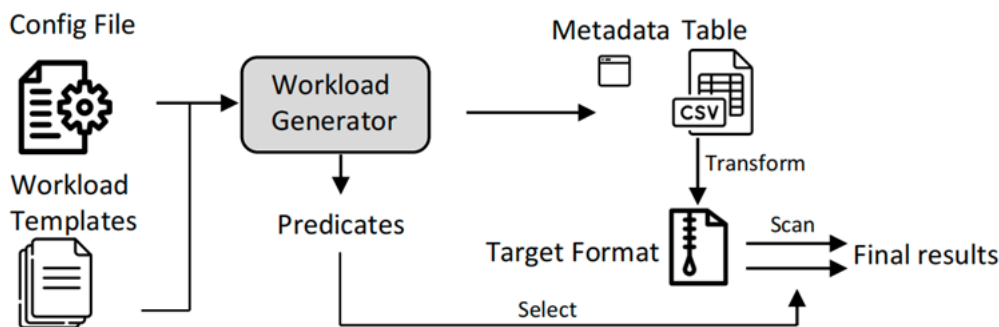 Config File
Workload
Templates
Workload
Generator
Predicates
Metadata Table
CSV
Transform
Target Format
Scan
Select
Final results